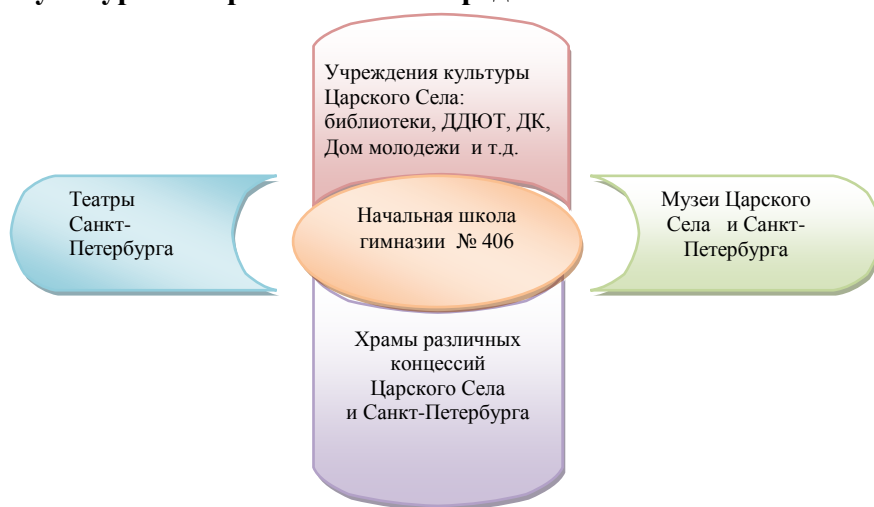 Учреждения культуры
Царского Села:
библиотеки, ДДЮТ, ДК,
Дом молодежи и т.д.
Театры
Санкт-
Петербурга
Начальная школа
гимназии № 406
Музеи Царского
Села и Санкт-
Петербурга
Храмы различных
концессий
Царского Села
и Санкт-Петербурга